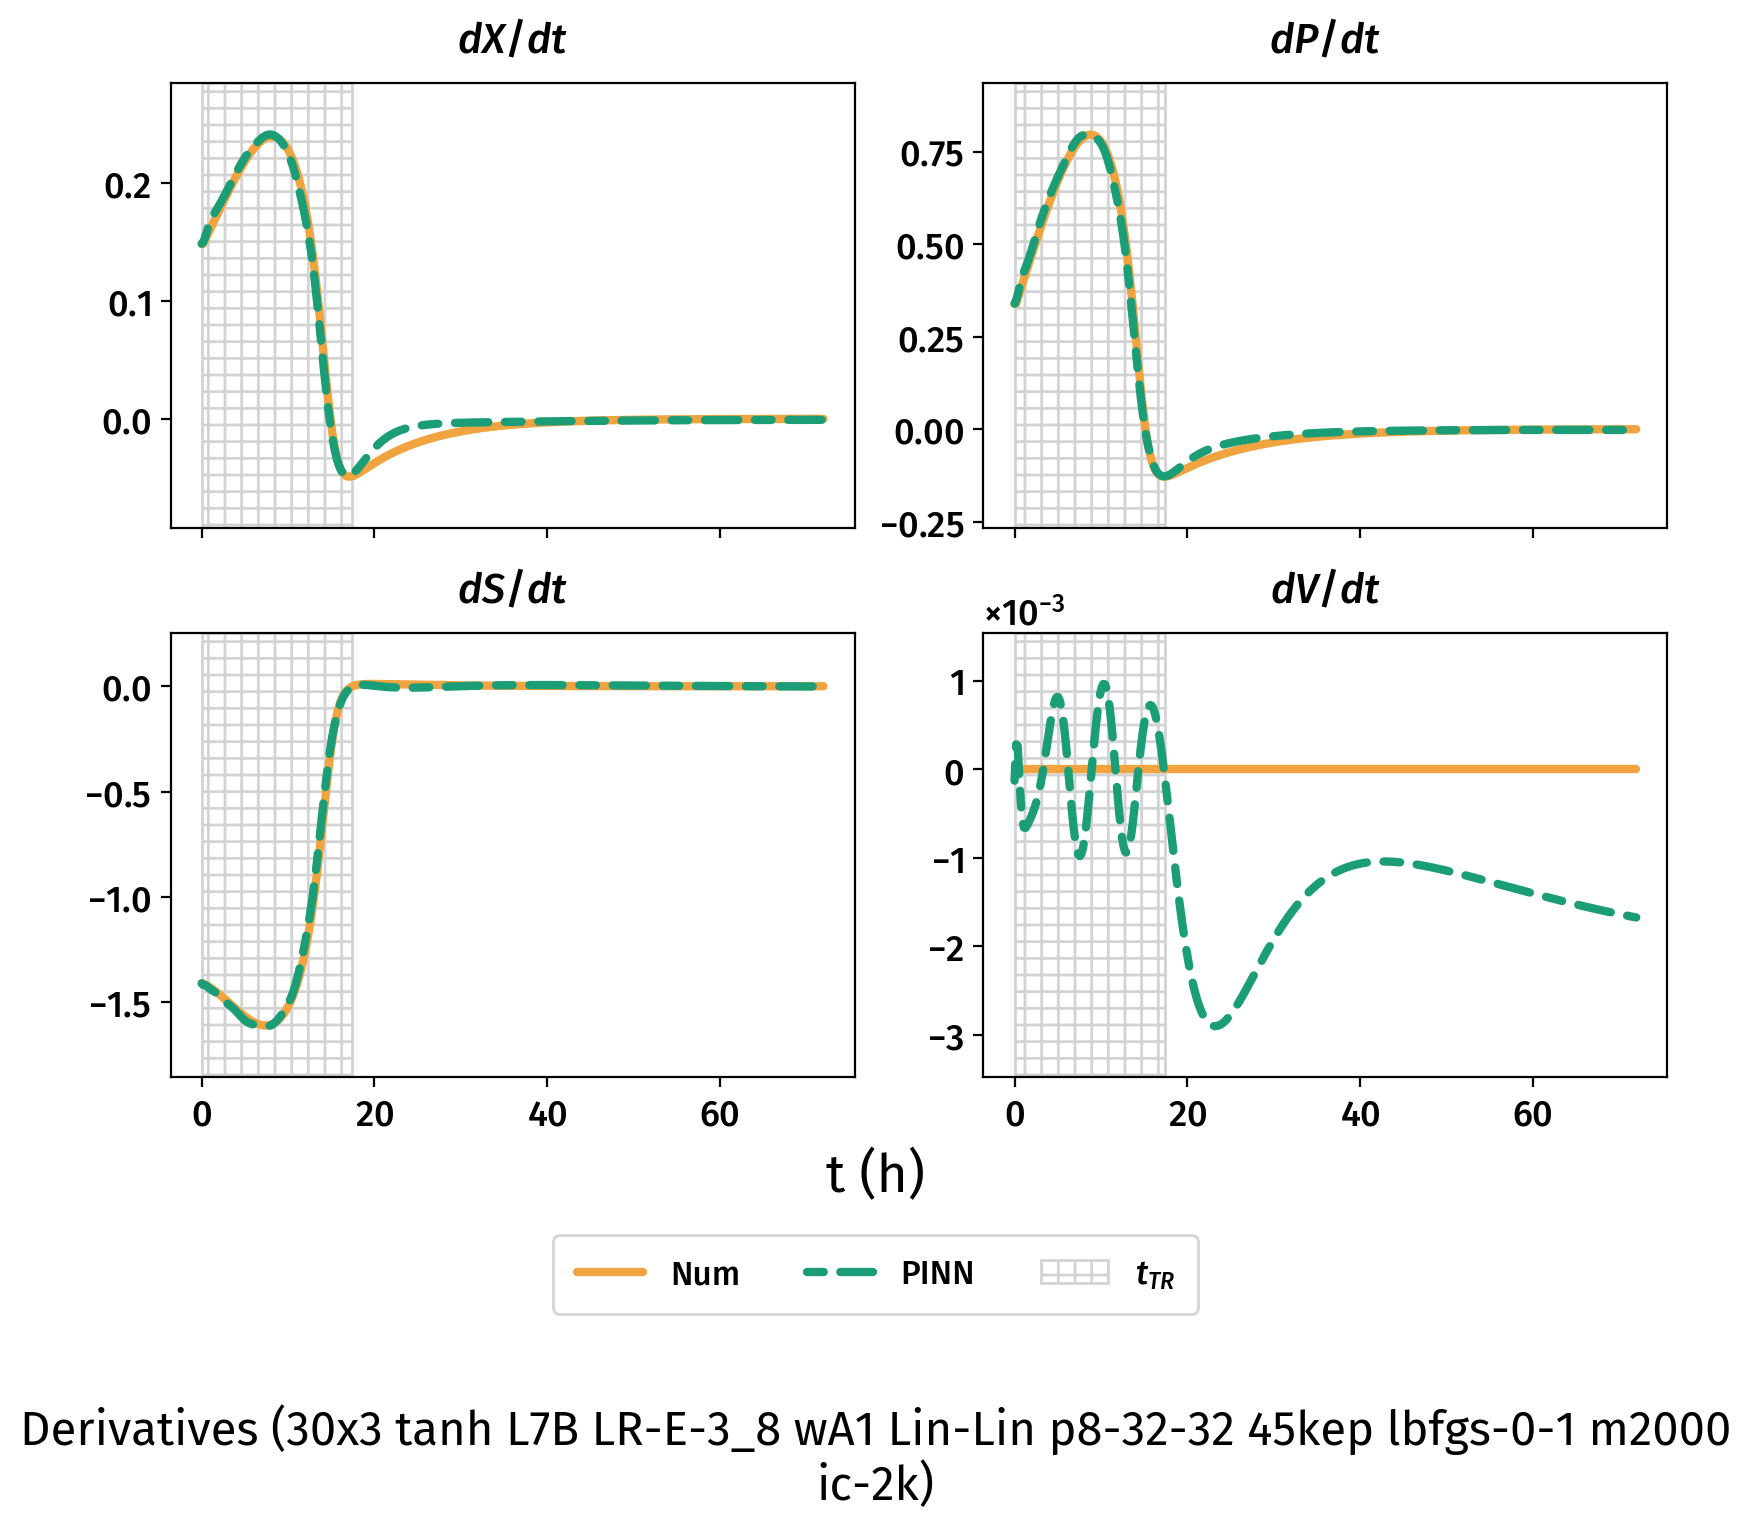 dX/dt
dP/dt
0.2
0.1
0.0
0.75
0.50
0.25
0.00
−0.25
dS/dt
dV/dt
×10⁻³
0.0
−0.5
−1.0
−1.5
1
0
−1
−2
−3
0 20 40 60
0 20 40 60
t (h)
Num PINN t_TR
Derivatives (30x3 tanh L7B LR-E-3_8 wA1 Lin-Lin p8-32-32 45kep lbfgs-0-1 m2000
ic-2k)